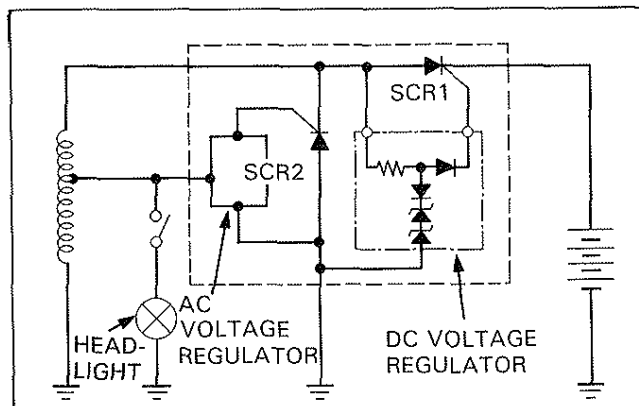 SCR1
SCR2
HEAD-
LIGHT
AC
VOLTAGE
REGULATOR
DC VOLTAGE
REGULATOR